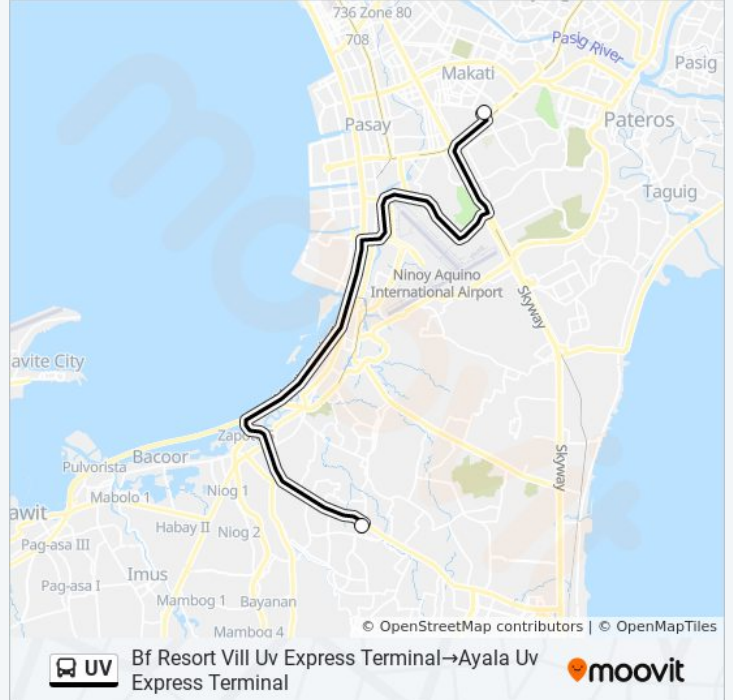 736 Zone 80
708
Pasig River
Makati
Pasig
Pasay
Pateros
Taguig
Ninoy Aquino
International Airport
Skyway
avite City
Zapo
Bacoor
Pulvorista
Skyway
Mabolo 1
Niog 1
awit
Habay II
Niog 2
Pag-asa III
Imus
Pag-asa I
Mambog 1
Bayanan
Mambog 4
© OpenStreetMap contributors | © OpenMapTiles
UV
Bf Resort Vill Uv Express Terminal→Ayala Uv
Express Terminal
moovit